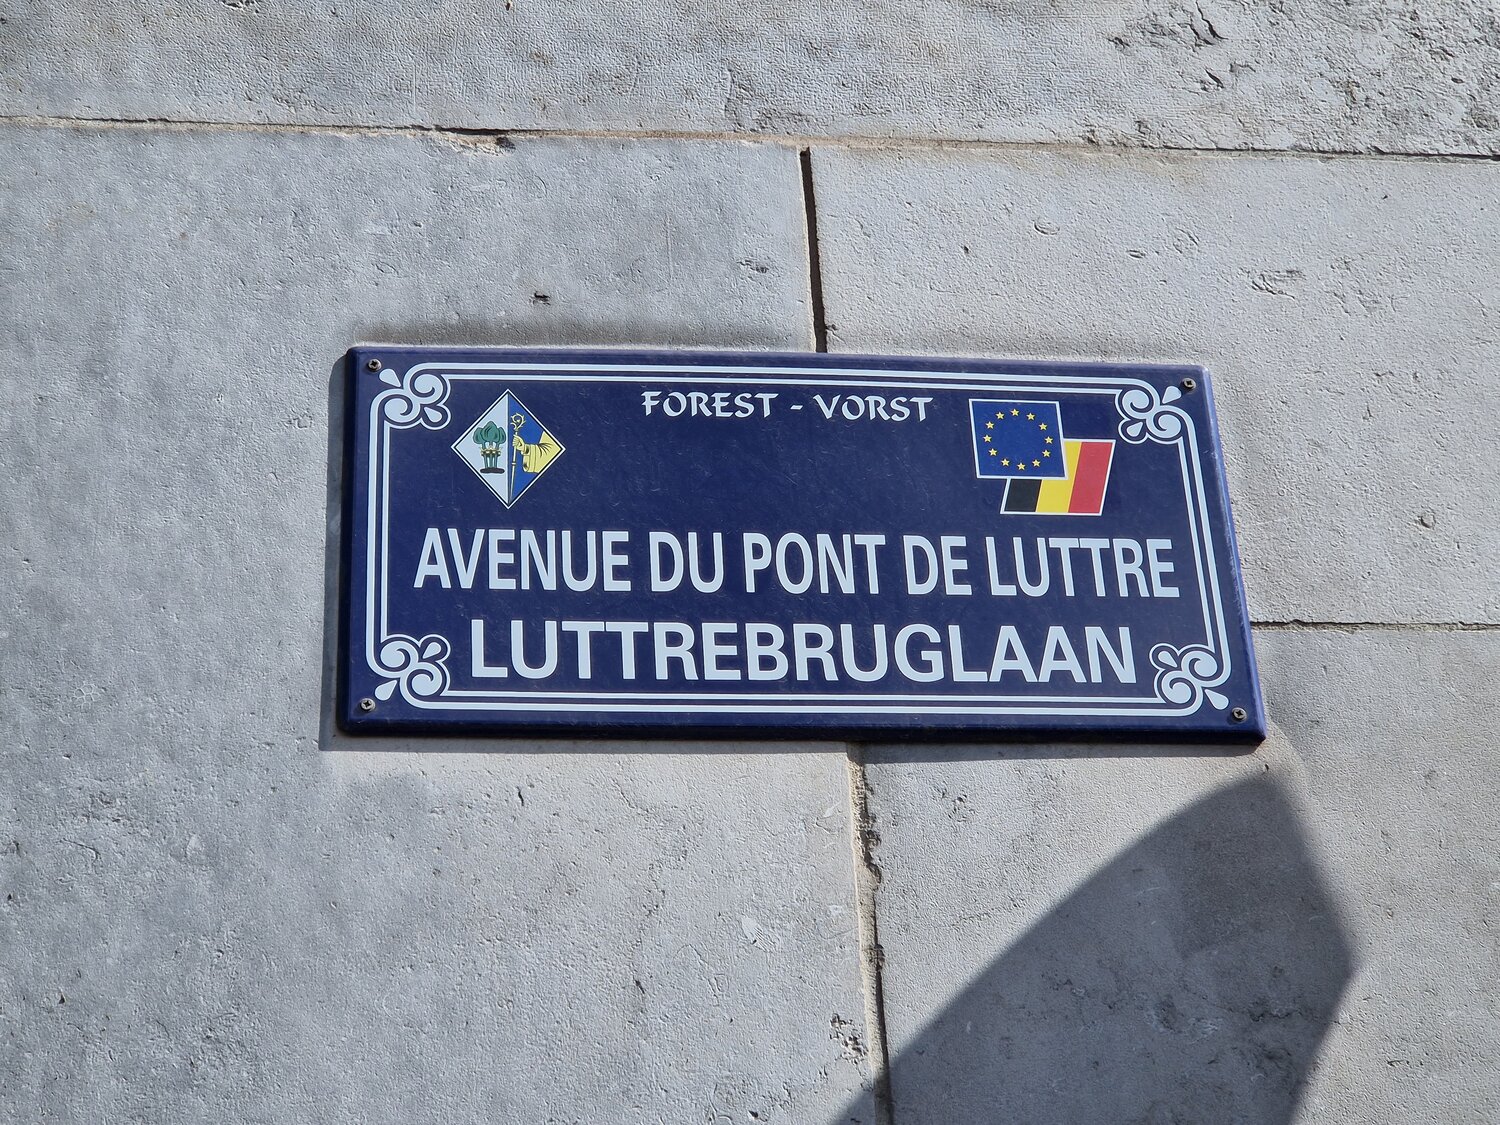 FOREST - VORST
AVENUE DU PONT DE LUTTRE
LUTTREBRUGLAAN